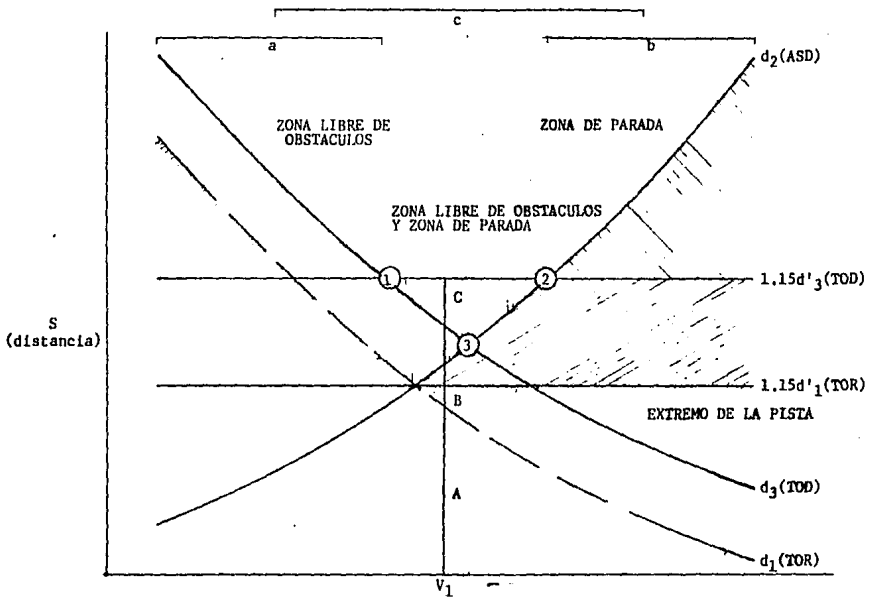 c
a
b
d₂(ASD)
ZONA LIBRE DE
OBSTACULOS
ZONA DE PARADA
ZONA LIBRE DE OBSTACULOS
Y ZONA DE PARADA
1
2
1.15d'₃(TOD)
C
S
(distancia)
3
1.15d'₁(TOR)
B
EXTREMO DE LA PISTA
A
d₃(TOD)
d₁(TOR)
V₁